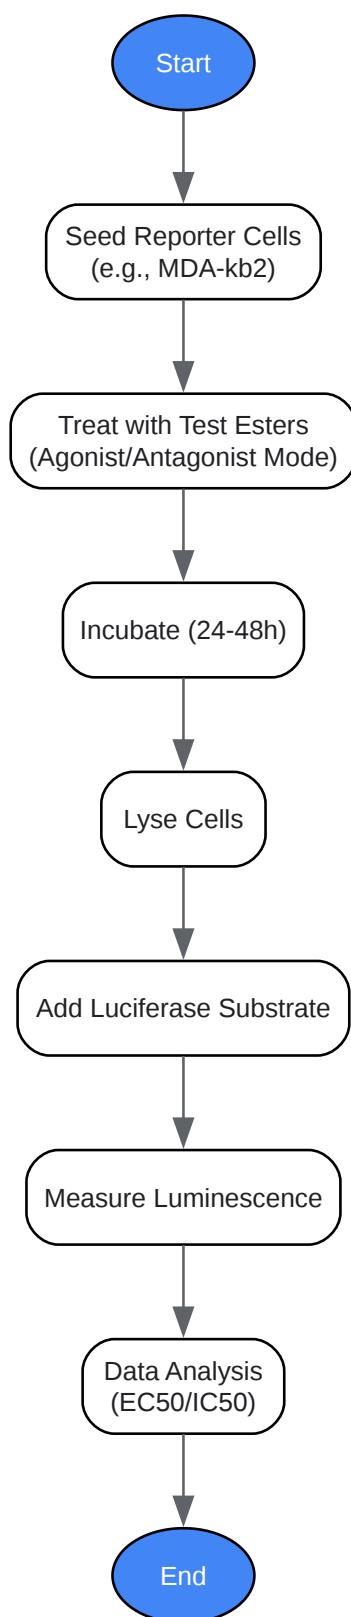 Start
Seed Reporter Cells
(e.g., MDA-kb2)
Treat with Test Esters
(Agonist/Antagonist Mode)
Incubate (24-48h)
Lyse Cells
Add Luciferase Substrate
Measure Luminescence
Data Analysis
(EC50/IC50)
End